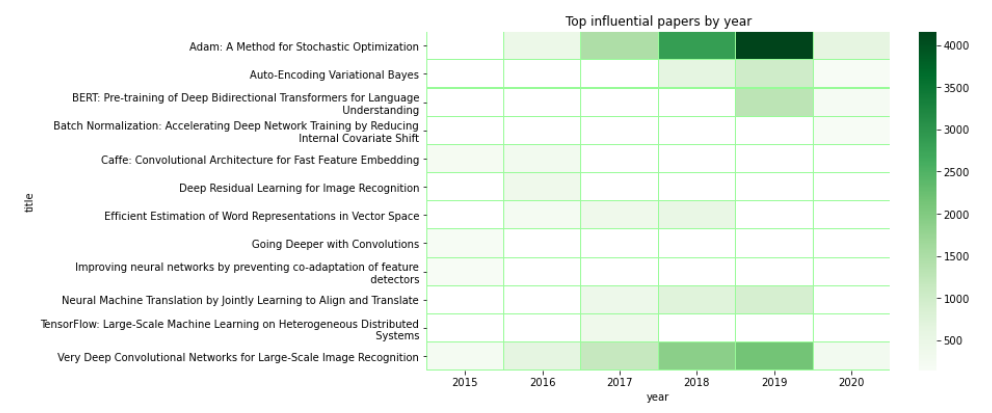 Top influential papers by year
Adam: A Method for Stochastic Optimization
Auto-Encoding Variational Bayes
BERT: Pre-training of Deep Bidirectional Transformers for Language
Understanding
Batch Normalization: Accelerating Deep Network Training by Reducing
Internal Covariate Shift
Caffe: Convolutional Architecture for Fast Feature Embedding
Deep Residual Learning for Image Recognition
Efficient Estimation of Word Representations in Vector Space
Going Deeper with Convolutions
Improving neural networks by preventing co-adaptation of feature
detectors
Neural Machine Translation by Jointly Learning to Align and Translate
TensorFlow: Large-Scale Machine Learning on Heterogeneous Distributed
Systems
Very Deep Convolutional Networks for Large-Scale Image Recognition
title
2015 2016 2017 2018 2019 2020
year
4000
3500
3000
2500
2000
1500
1000
500